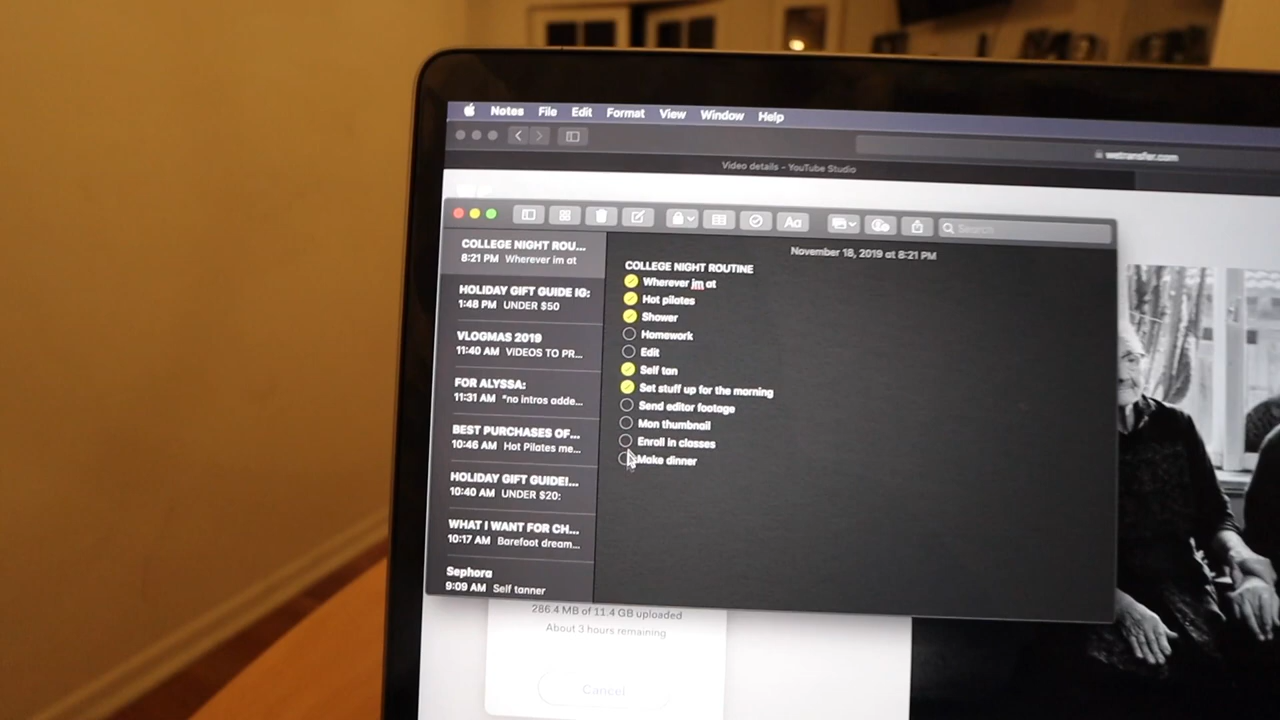 Notes File Edit Format View Window Help
wetransfer.com
Video details – YouTube Studio
Search
COLLEGE NIGHT ROU...
8:21 PM Wherever im at
HOLIDAY GIFT GUIDE IG:
1:48 PM UNDER $50
VLOGMAS 2019
11:40 AM VIDEOS TO PR...
FOR ALYSSA:
11:31 AM *no intros adde...
BEST PURCHASES OF...
10:46 AM Hot Pilates me...
HOLIDAY GIFT GUIDE!...
10:40 AM UNDER $20:
WHAT I WANT FOR CH...
10:17 AM Barefoot dream...
Sephora
9:09 AM Self tanner
November 18, 2019 at 8:21 PM
COLLEGE NIGHT ROUTINE
Wherever im at
Hot pilates
Shower
Homework
Edit
Self tan
Set stuff up for the morning
Send editor footage
Mon thumbnail
Enroll in classes
Make dinner
286.4 MB of 11.4 GB uploaded
About 3 hours remaining
Cancel